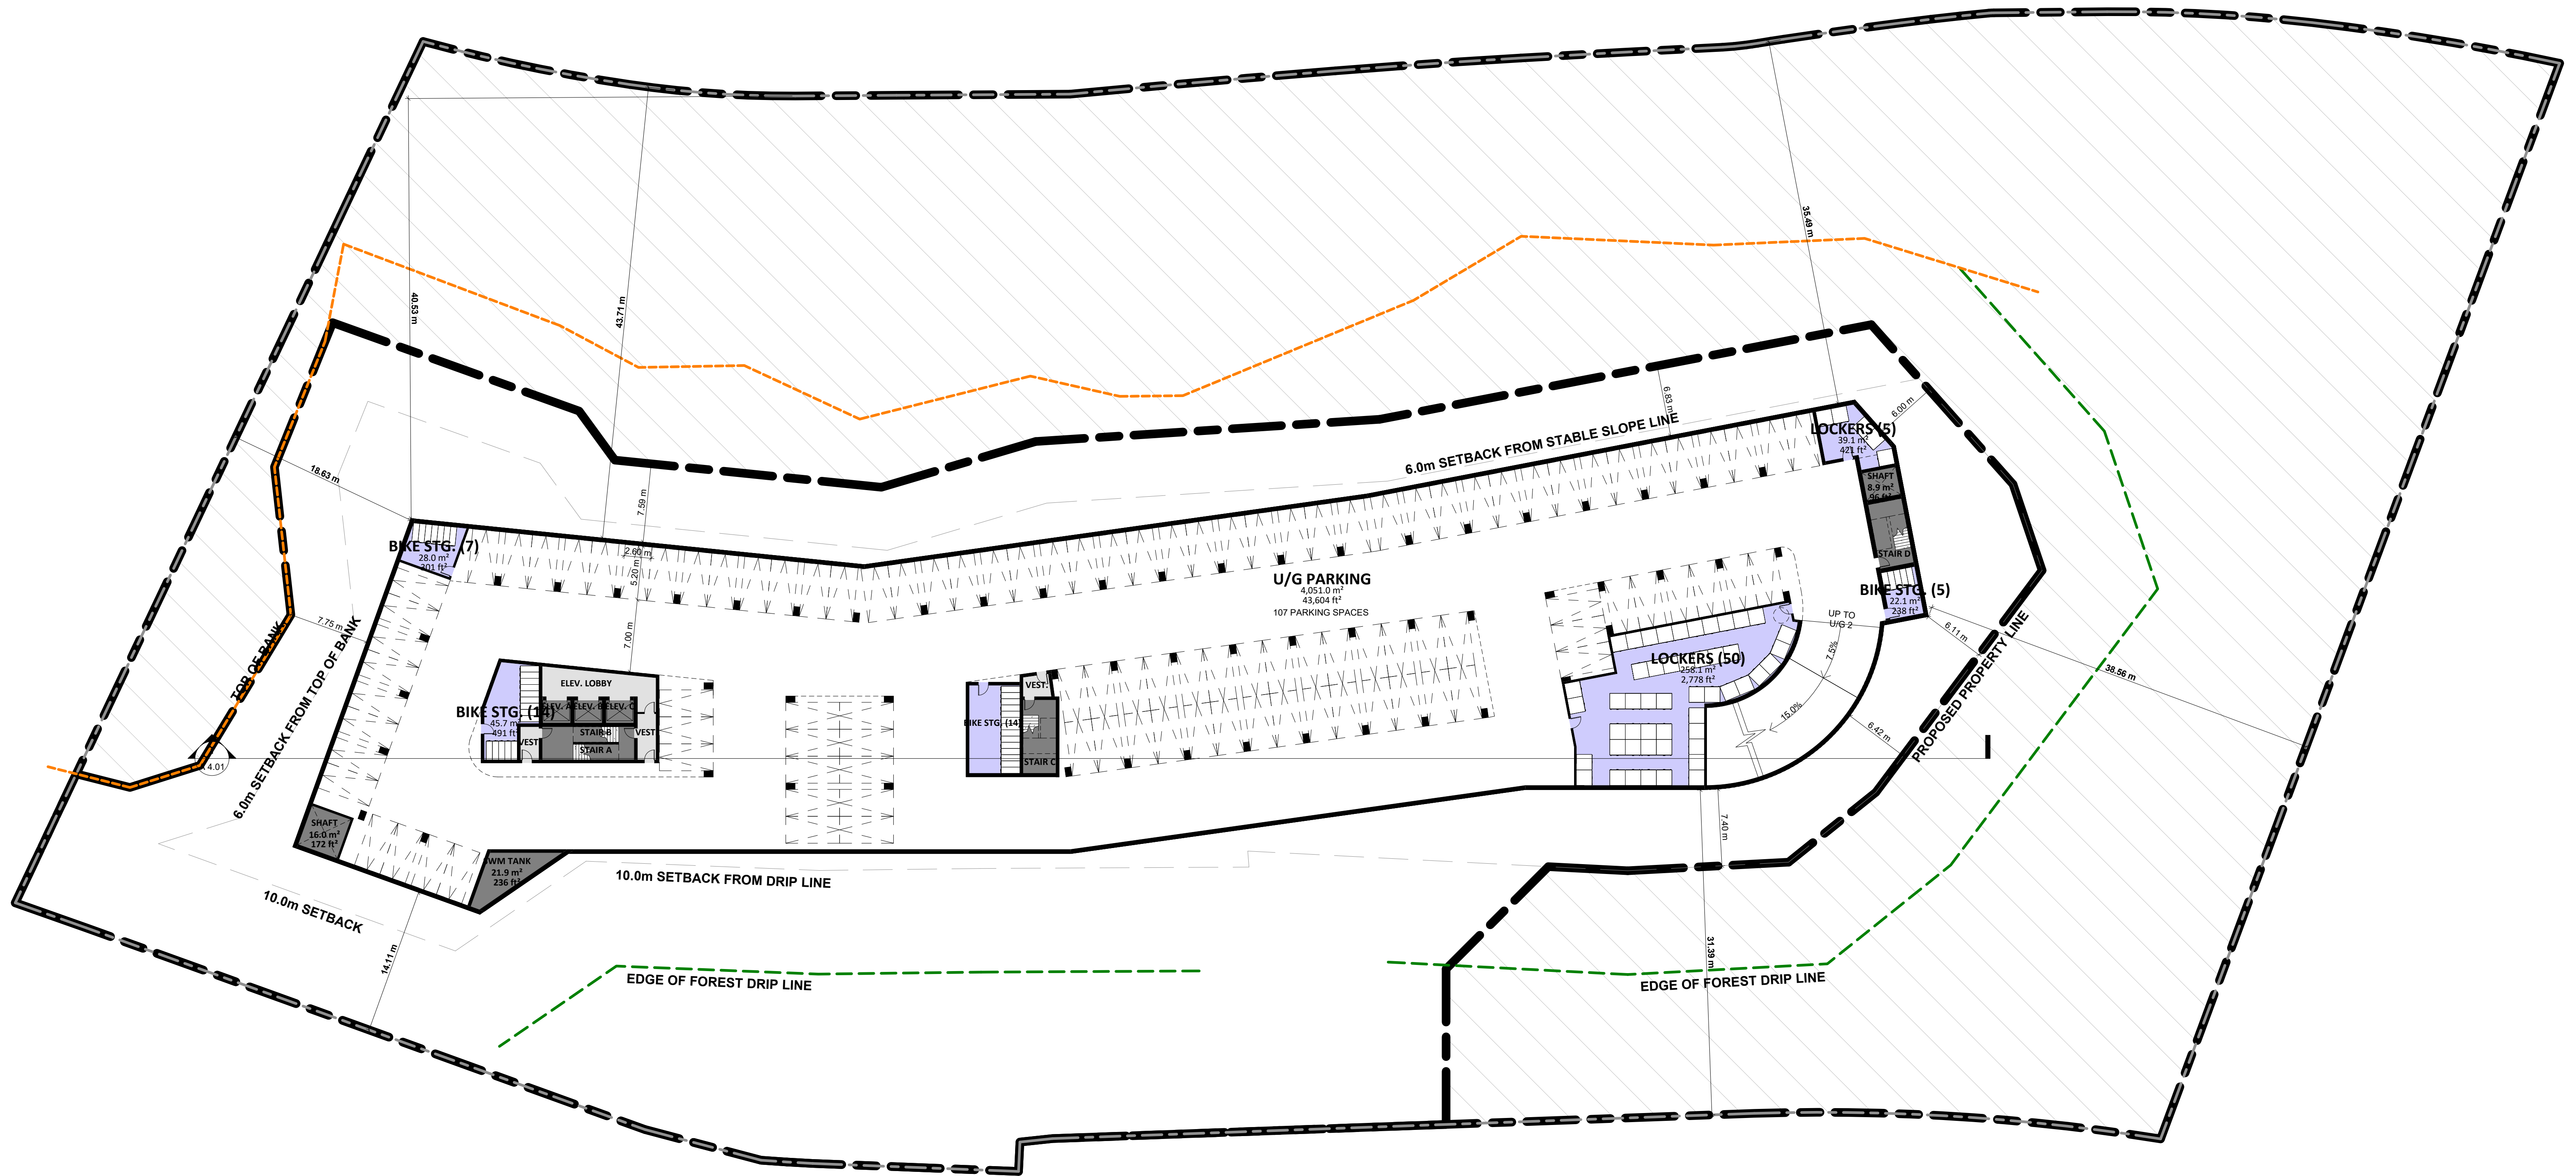 35.49 m
40.53 m
43.71 m
6.83 m
6.00 m
6.0m SETBACK FROM STABLE SLOPE LINE
LOCKERS (5)
39.1 m²
421 ft²
18.63 m
7.59 m
SHAFT
8.9 m²
96 ft²
BIKE STG. (7)
28.0 m²
301 ft²
2.60 m
5.20 m
STAIR D
U/G PARKING
4,051.0 m²
43,604 ft²
107 PARKING SPACES
BIKE STG. (5)
22.1 m²
238 ft²
UP TO
U/G 2
7.75 m
7.00 m
6.11 m
7.5%
LOCKERS (50)
258.1 m²
2,778 ft²
38.56 m
TOP OF BANK
6.0m SETBACK FROM TOP OF BANK
ELEV. LOBBY
VEST.
ELEV. A
ELEV. B
ELEV. C
BIKE STG. (14)
45.7 m²
491 ft²
BIKE STG. (14)
15.0%
STAIR B
VEST
VEST
STAIR A
6.42 m
PROPOSED PROPERTY LINE
STAIR C
4.01
SHAFT
16.0 m²
172 ft²
7.40 m
SWM TANK
21.9 m²
236 ft²
10.0m SETBACK FROM DRIP LINE
10.0m SETBACK
14.11 m
31.39 m
EDGE OF FOREST DRIP LINE
EDGE OF FOREST DRIP LINE